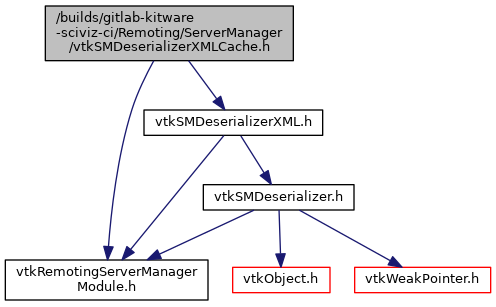 /builds/gitlab-kitware
-sciviz-ci/Remoting/ServerManager
/vtkSMDeserializerXMLCache.h
vtkSMDeserializerXML.h
vtkSMDeserializer.h
vtkRemotingServerManager
Module.h
vtkObject.h
vtkWeakPointer.h